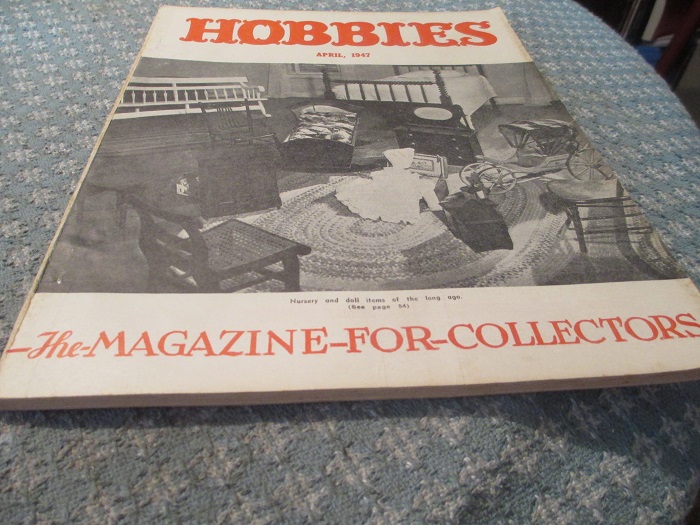 HOBBIES
APRIL, 1947
Nursery and doll items of the long ago.
(See page 54)
-The-MAGAZINE-FOR-COLLECTORS